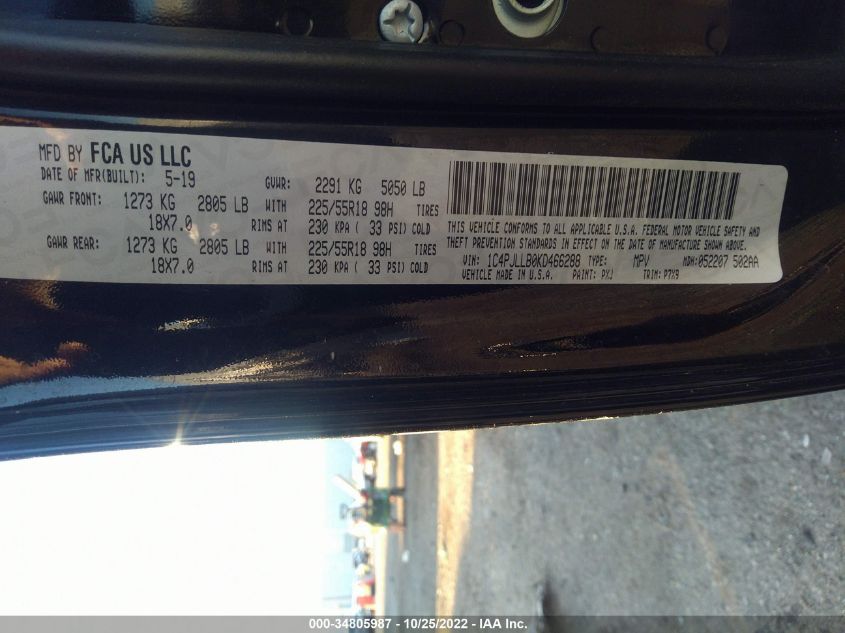 MFD BY FCA US LLC
DATE OF MFR(BUILT): 5-19 GVWR: 2291 KG 5050 LB
GAWR FRONT: 1273 KG 2805 LB WITH 225/55R18 98H TIRES
18X7.0 RIMS AT 230 KPA ( 33 PSI) COLD
GAWR REAR: 1273 KG 2805 LB WITH 225/55R18 98H TIRES
18X7.0 RIMS AT 230 KPA ( 33 PSI) COLD
THIS VEHICLE CONFORMS TO ALL APPLICABLE U.S.A. FEDERAL MOTOR VEHICLE SAFETY AND
THEFT PREVENTION STANDARDS IN EFFECT ON THE DATE OF MANUFACTURE SHOWN ABOVE.
VIN: 1C4PJLLB0KD466288 TYPE: MPV MDH: 052207 502AA
VEHICLE MADE IN U.S.A. PAINT: PXJ TRIM: P7X9
000-34805987 - 10/25/2022 - IAA Inc.